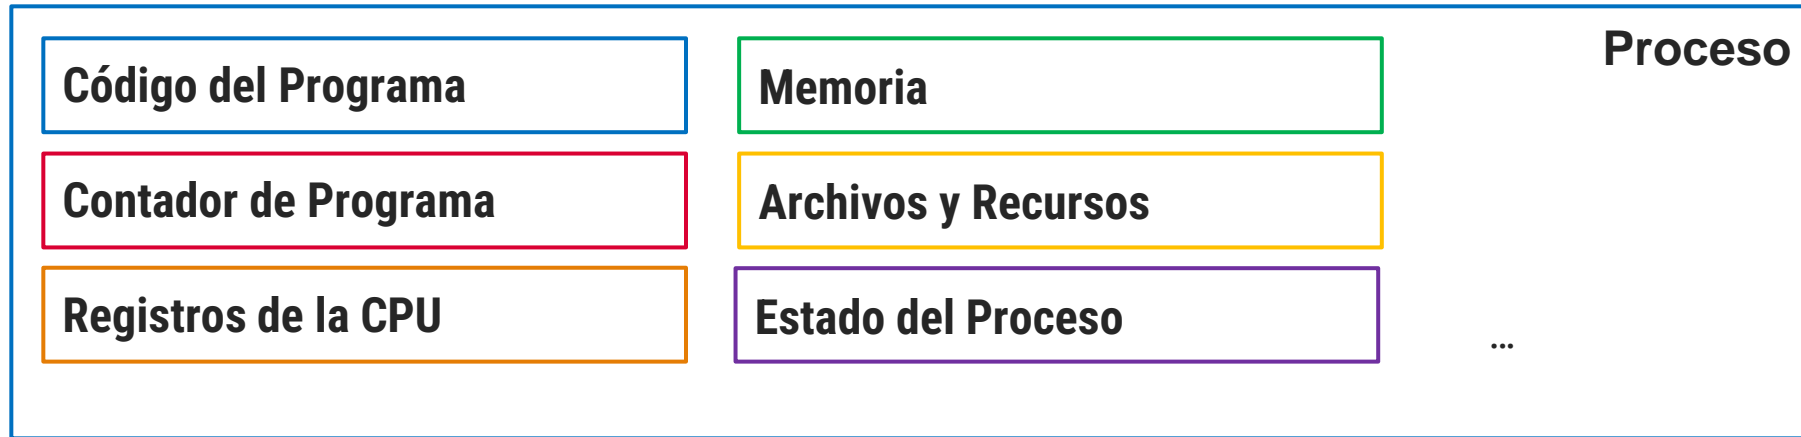 Proceso
Código del Programa
Memoria
Contador de Programa
Archivos y Recursos
Registros de la CPU
Estado del Proceso
...